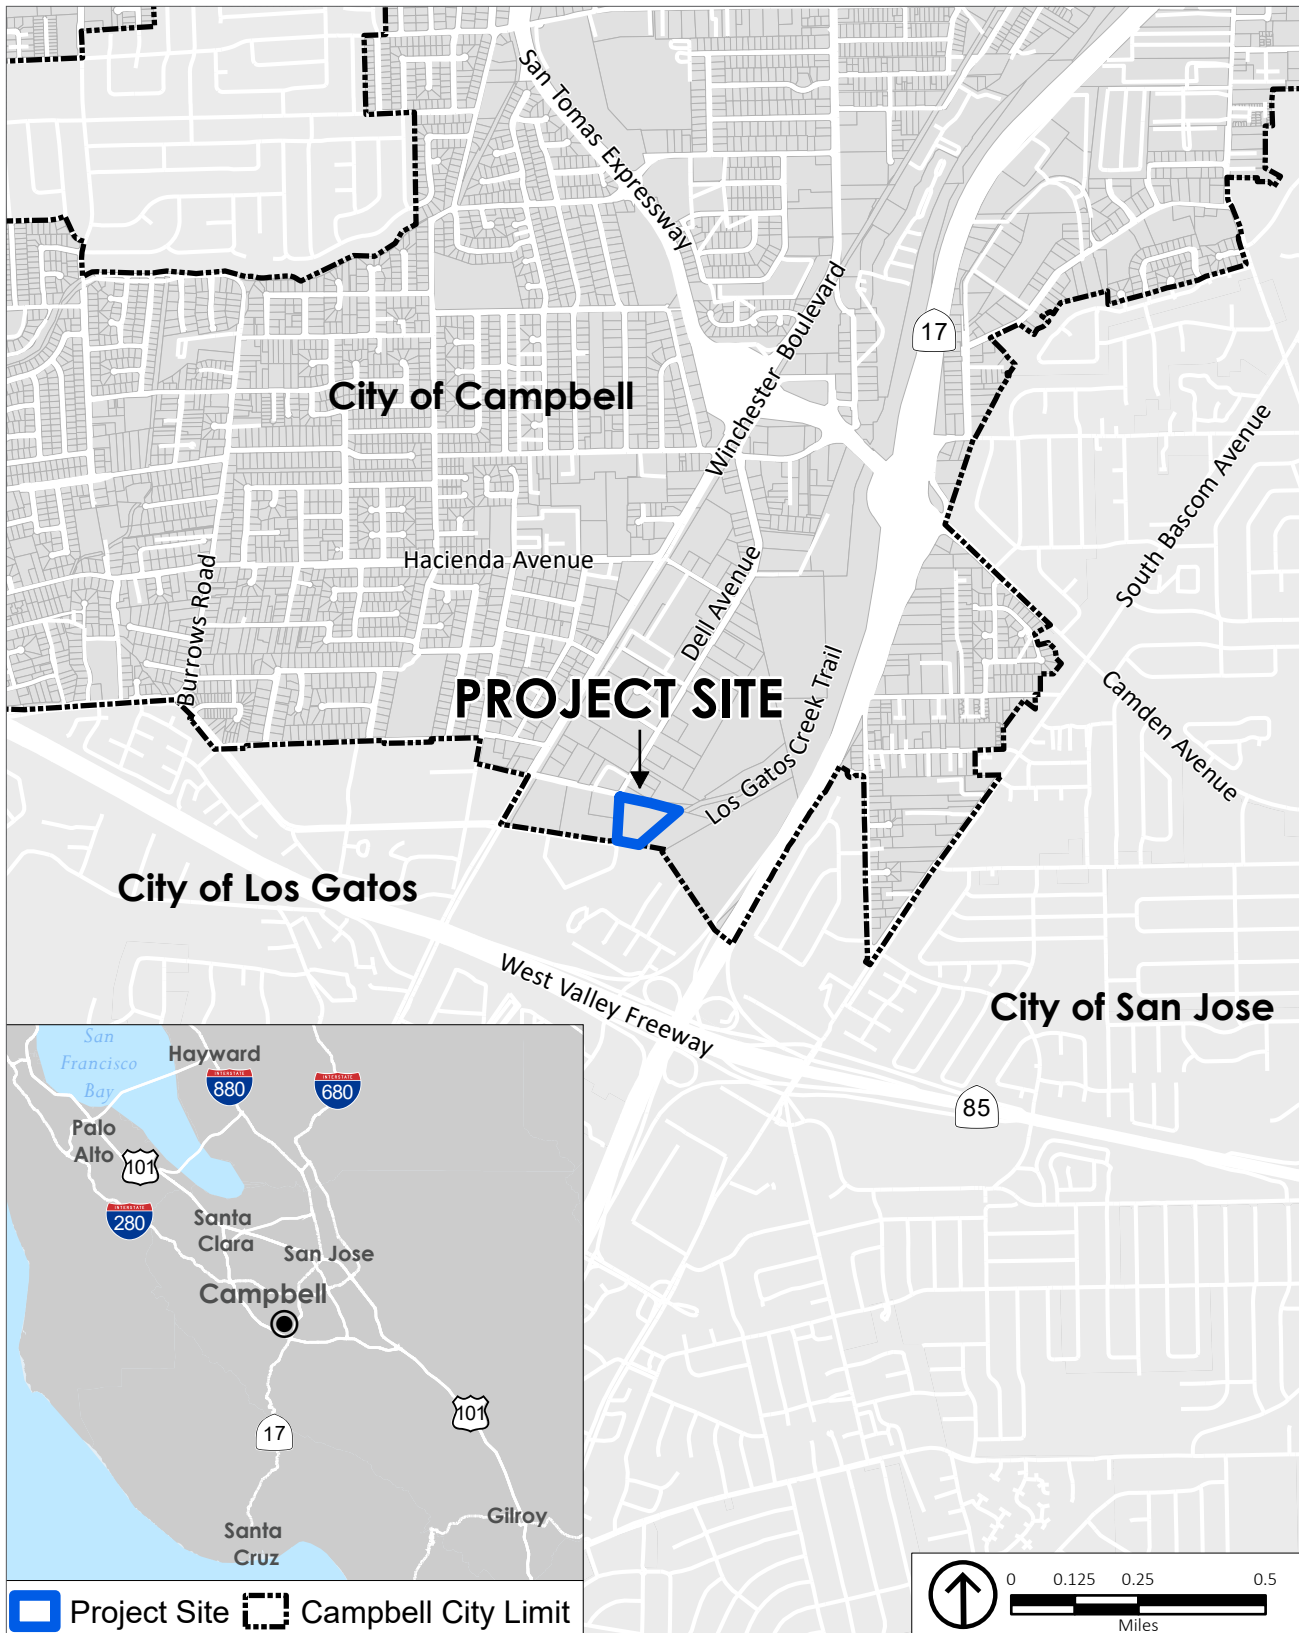 San Tomas Expressway
Winchester Boulevard
17
City of Campbell
South Bascom Avenue
Hacienda Avenue
Burrows Road
Dell Avenue
PROJECT SITE
Los Gatos Creek Trail
Camden Avenue
City of Los Gatos
West Valley Freeway
City of San Jose
85
San
Francisco
Bay
Hayward
INTERSTATE
880
INTERSTATE
680
Palo
Alto
101
INTERSTATE
280
Santa
Clara
San Jose
Campbell
101
17
Gilroy
Santa
Cruz
Project Site
Campbell City Limit
0 0.125 0.25 0.5
Miles